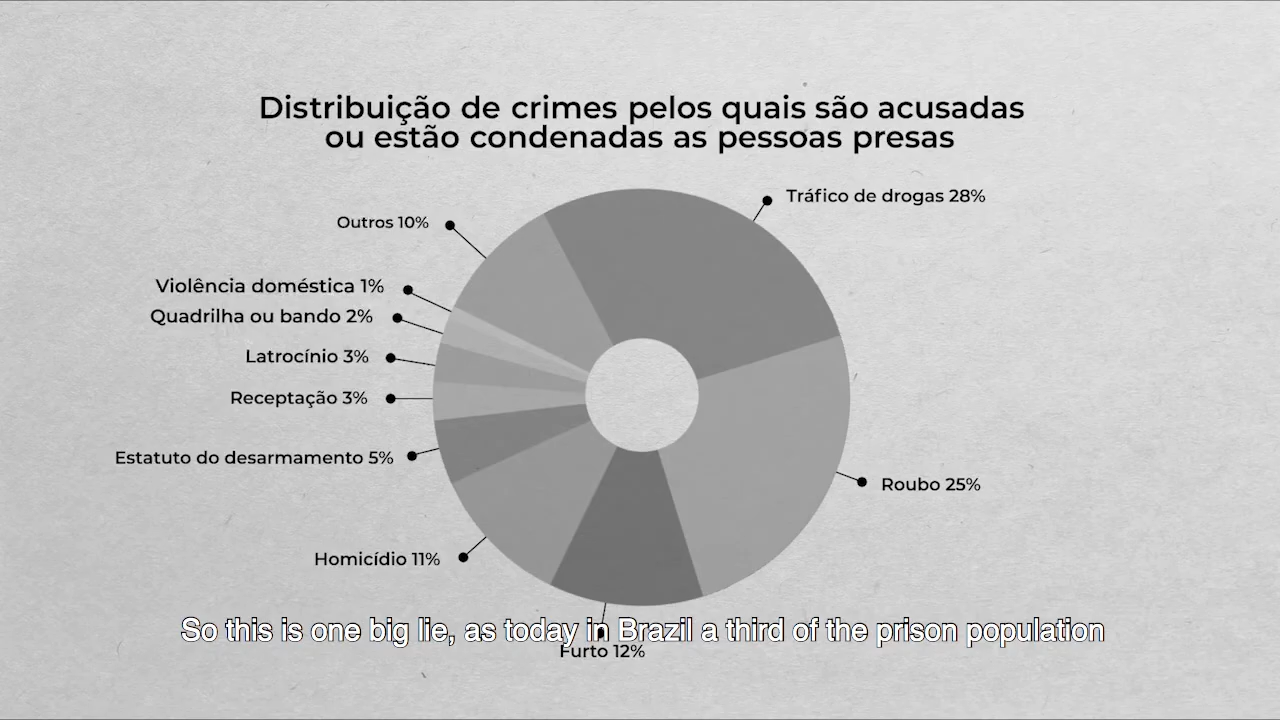 Distribuição de crimes pelos quais são acusadas
ou estão condenadas as pessoas presas
Tráfico de drogas 28%
Outros 10%
Violência doméstica 1%
Quadrilha ou bando 2%
Latrocínio 3%
Receptação 3%
Estatuto do desarmamento 5%
Roubo 25%
Homicídio 11%
So this is one big lie, as today in Brazil a third of the prison population
Furto 12%